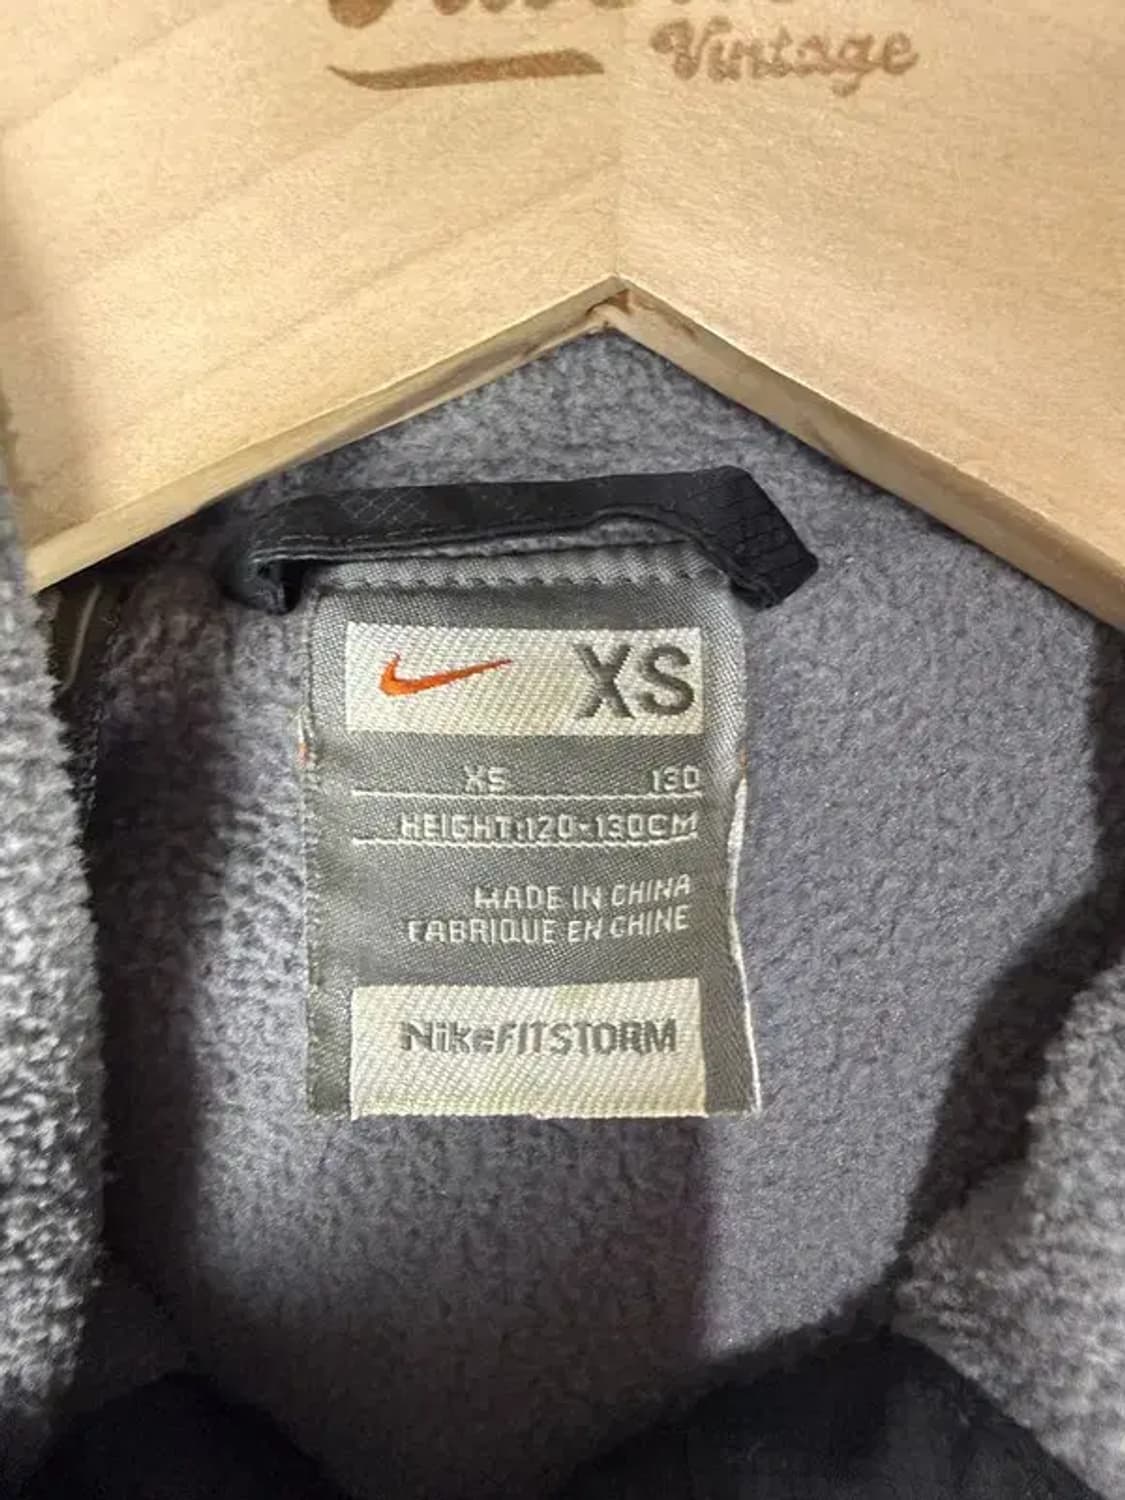 Vintage
XS
XS 130
HEIGHT:120-130CM
MADE IN CHINA
FABRIQUE EN CHINE
NikeFITSTORM